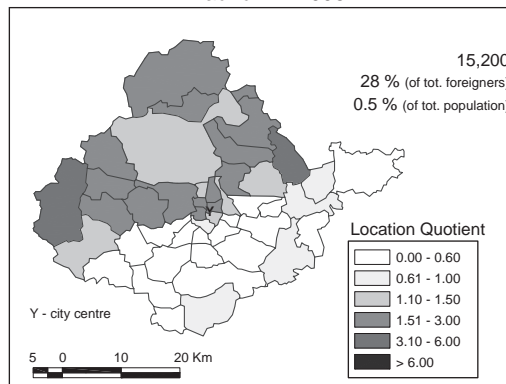 15,200
28 % (of tot. foreigners)
0.5 % (of tot. population)
Y
Location Quotient
0.00 - 0.60
0.61 - 1.00
1.10 - 1.50
1.51 - 3.00
3.10 - 6.00
> 6.00
Y - city centre
5 0 10 20 Km